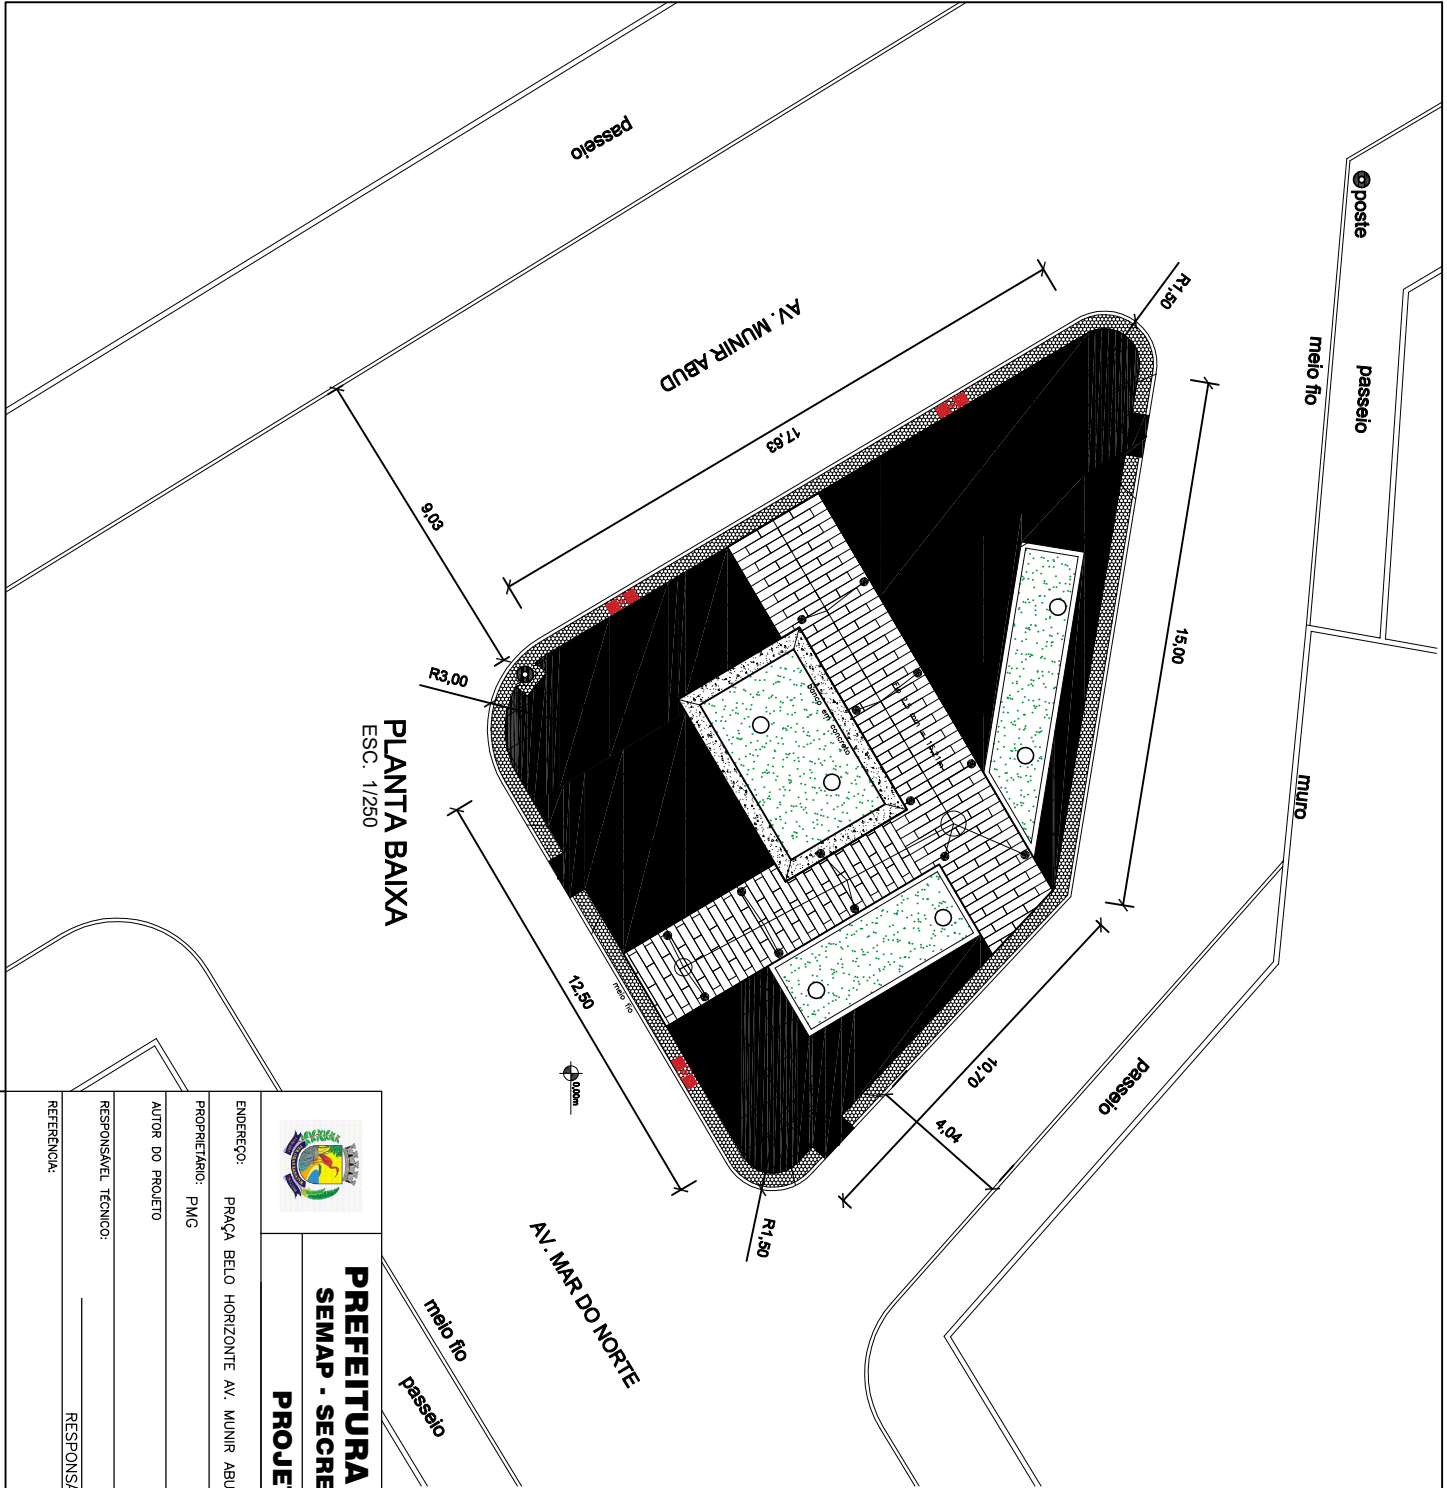 passeio
poste
passeio
meio fio
R1,50
AV. MUNIR ABUD
17,63
9,03
15,00
muro
R3,00
banco em concreto
PLANTA BAIXA
ESC. 1/250
meio fio
12,50
10,70
4,04
passeio
0,00m
R1,50
AV. MAR DO NORTE
meio fio
passeio
PREFEITURA
SEMAP - SECRE
PROJET
ENDEREÇO: PRAÇA BELO HORIZONTE AV. MUNIR ABU
PROPRIETÁRIO: PMG
AUTOR DO PROJETO
RESPONSÁVEL TÉCNICO:
RESPONSA
REFERÊNCIA: